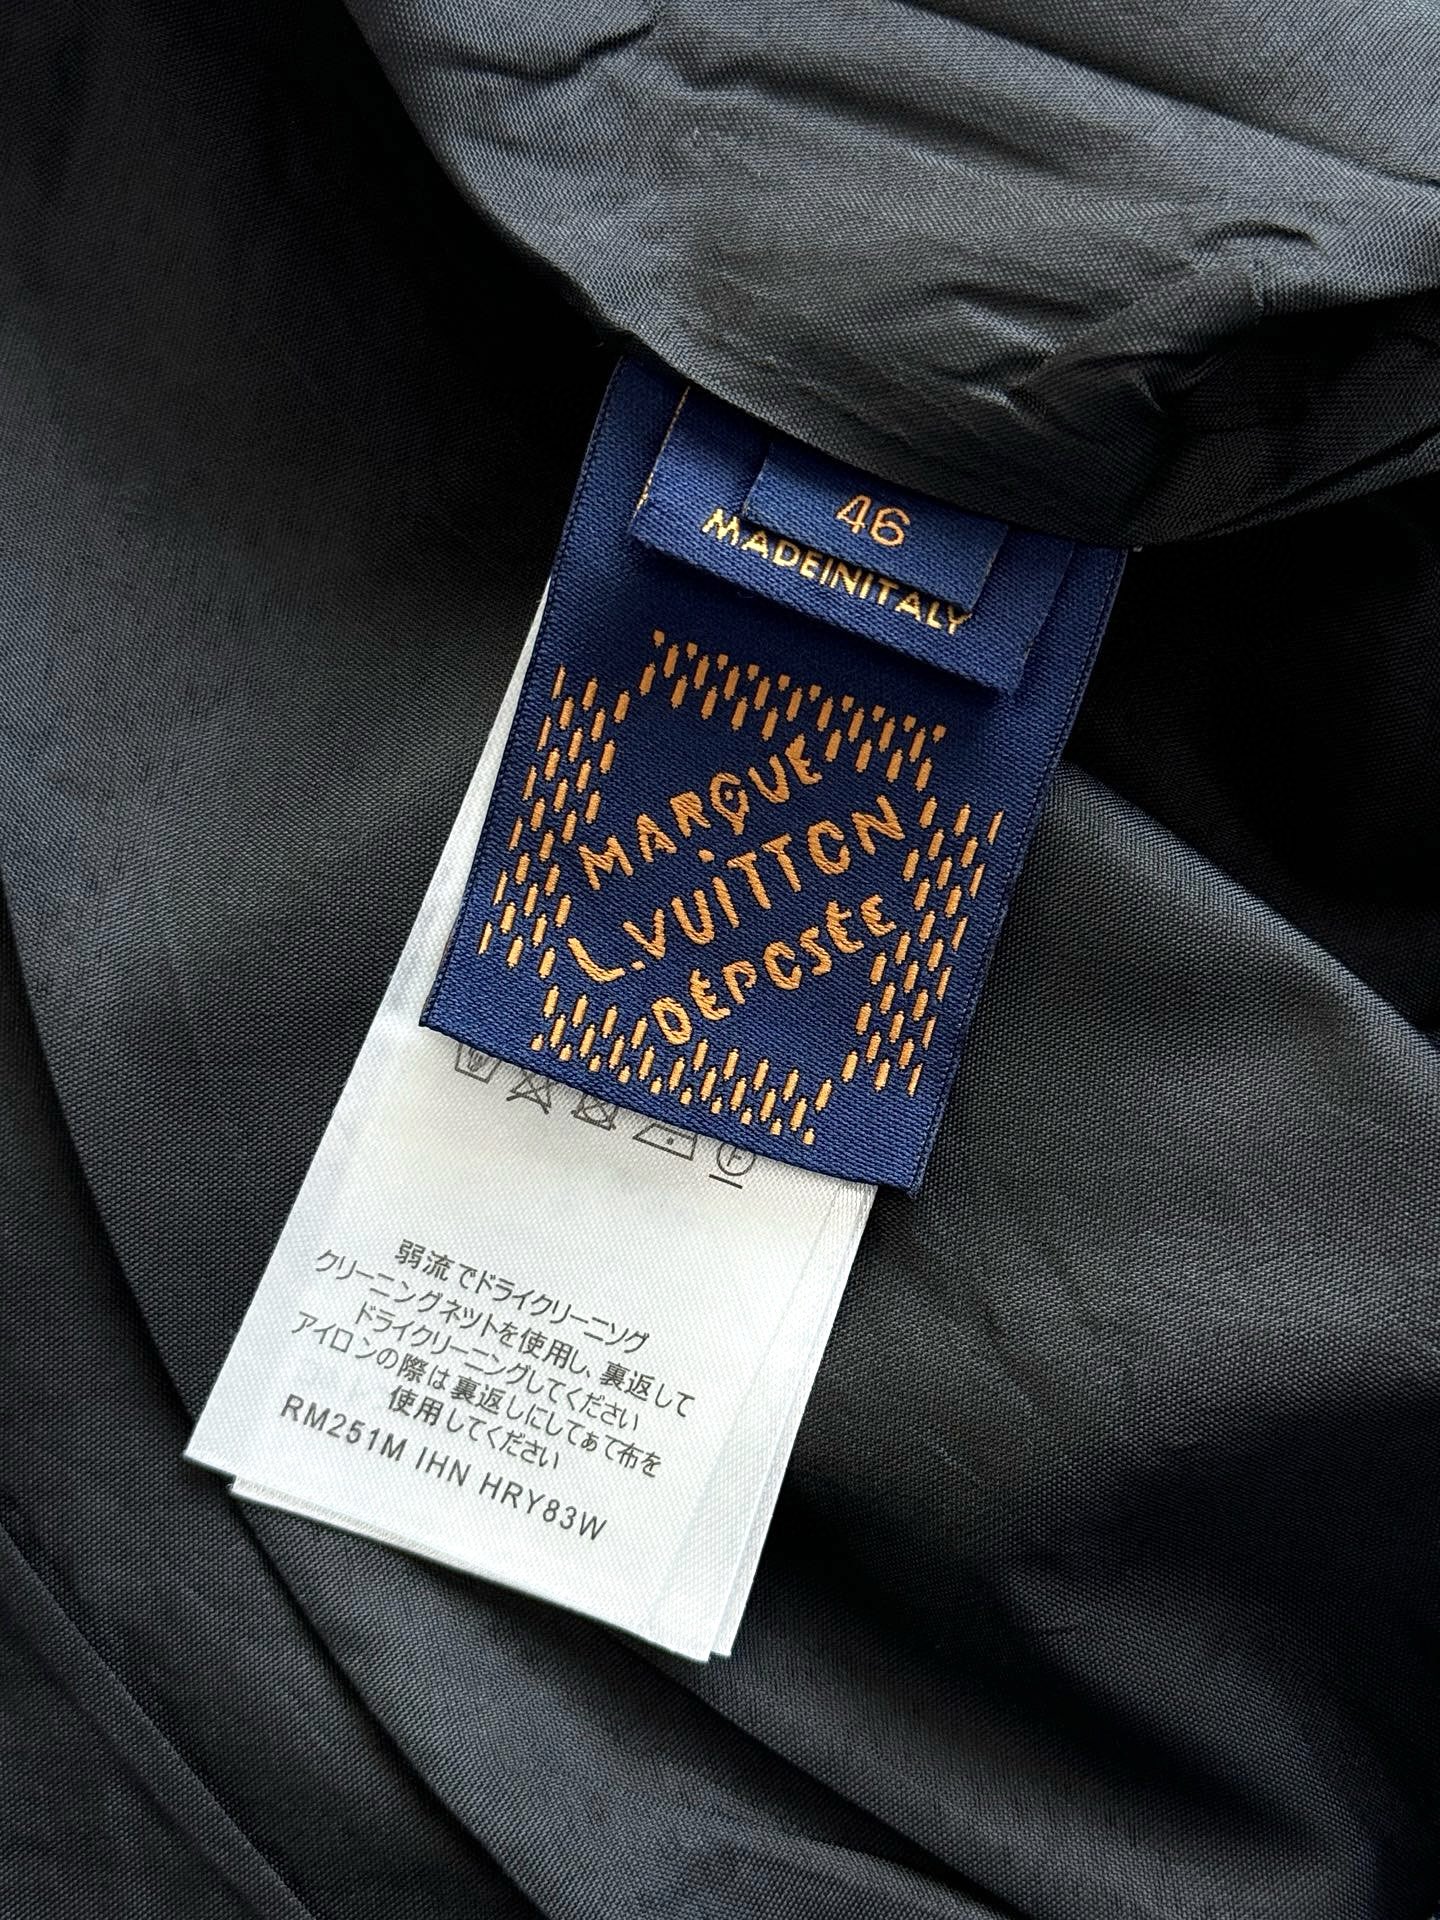 46
MADEINITALY
MARQUE
L.VUiTTON
DÉPOSÉE
F
弱流でドライクリーニソグ
クリーニングネツトを使用し、裏返して
ドライクリーニングしてください
アイロンの際は裏返しにしてぁて布を
使用してください
RM251M IHN HRY83W